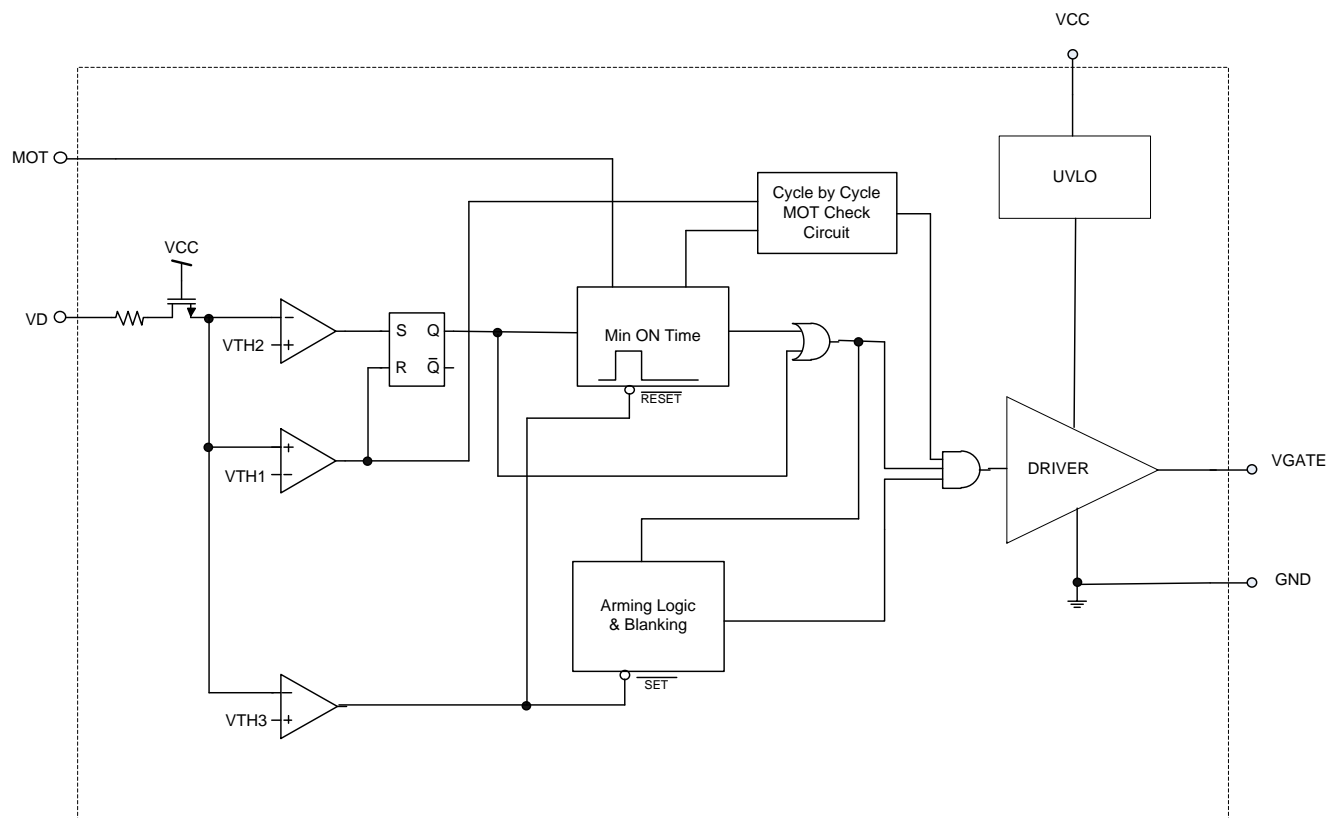 VCC
MOT
UVLO
Cycle by Cycle
MOT Check
Circuit
VCC
VD
VTH2
−
+
S Q
R Q̅
Min ON Time
RESET
VTH1
+
−
DRIVER
VGATE
GND
Arming Logic
& Blanking
SET
VTH3
−
+